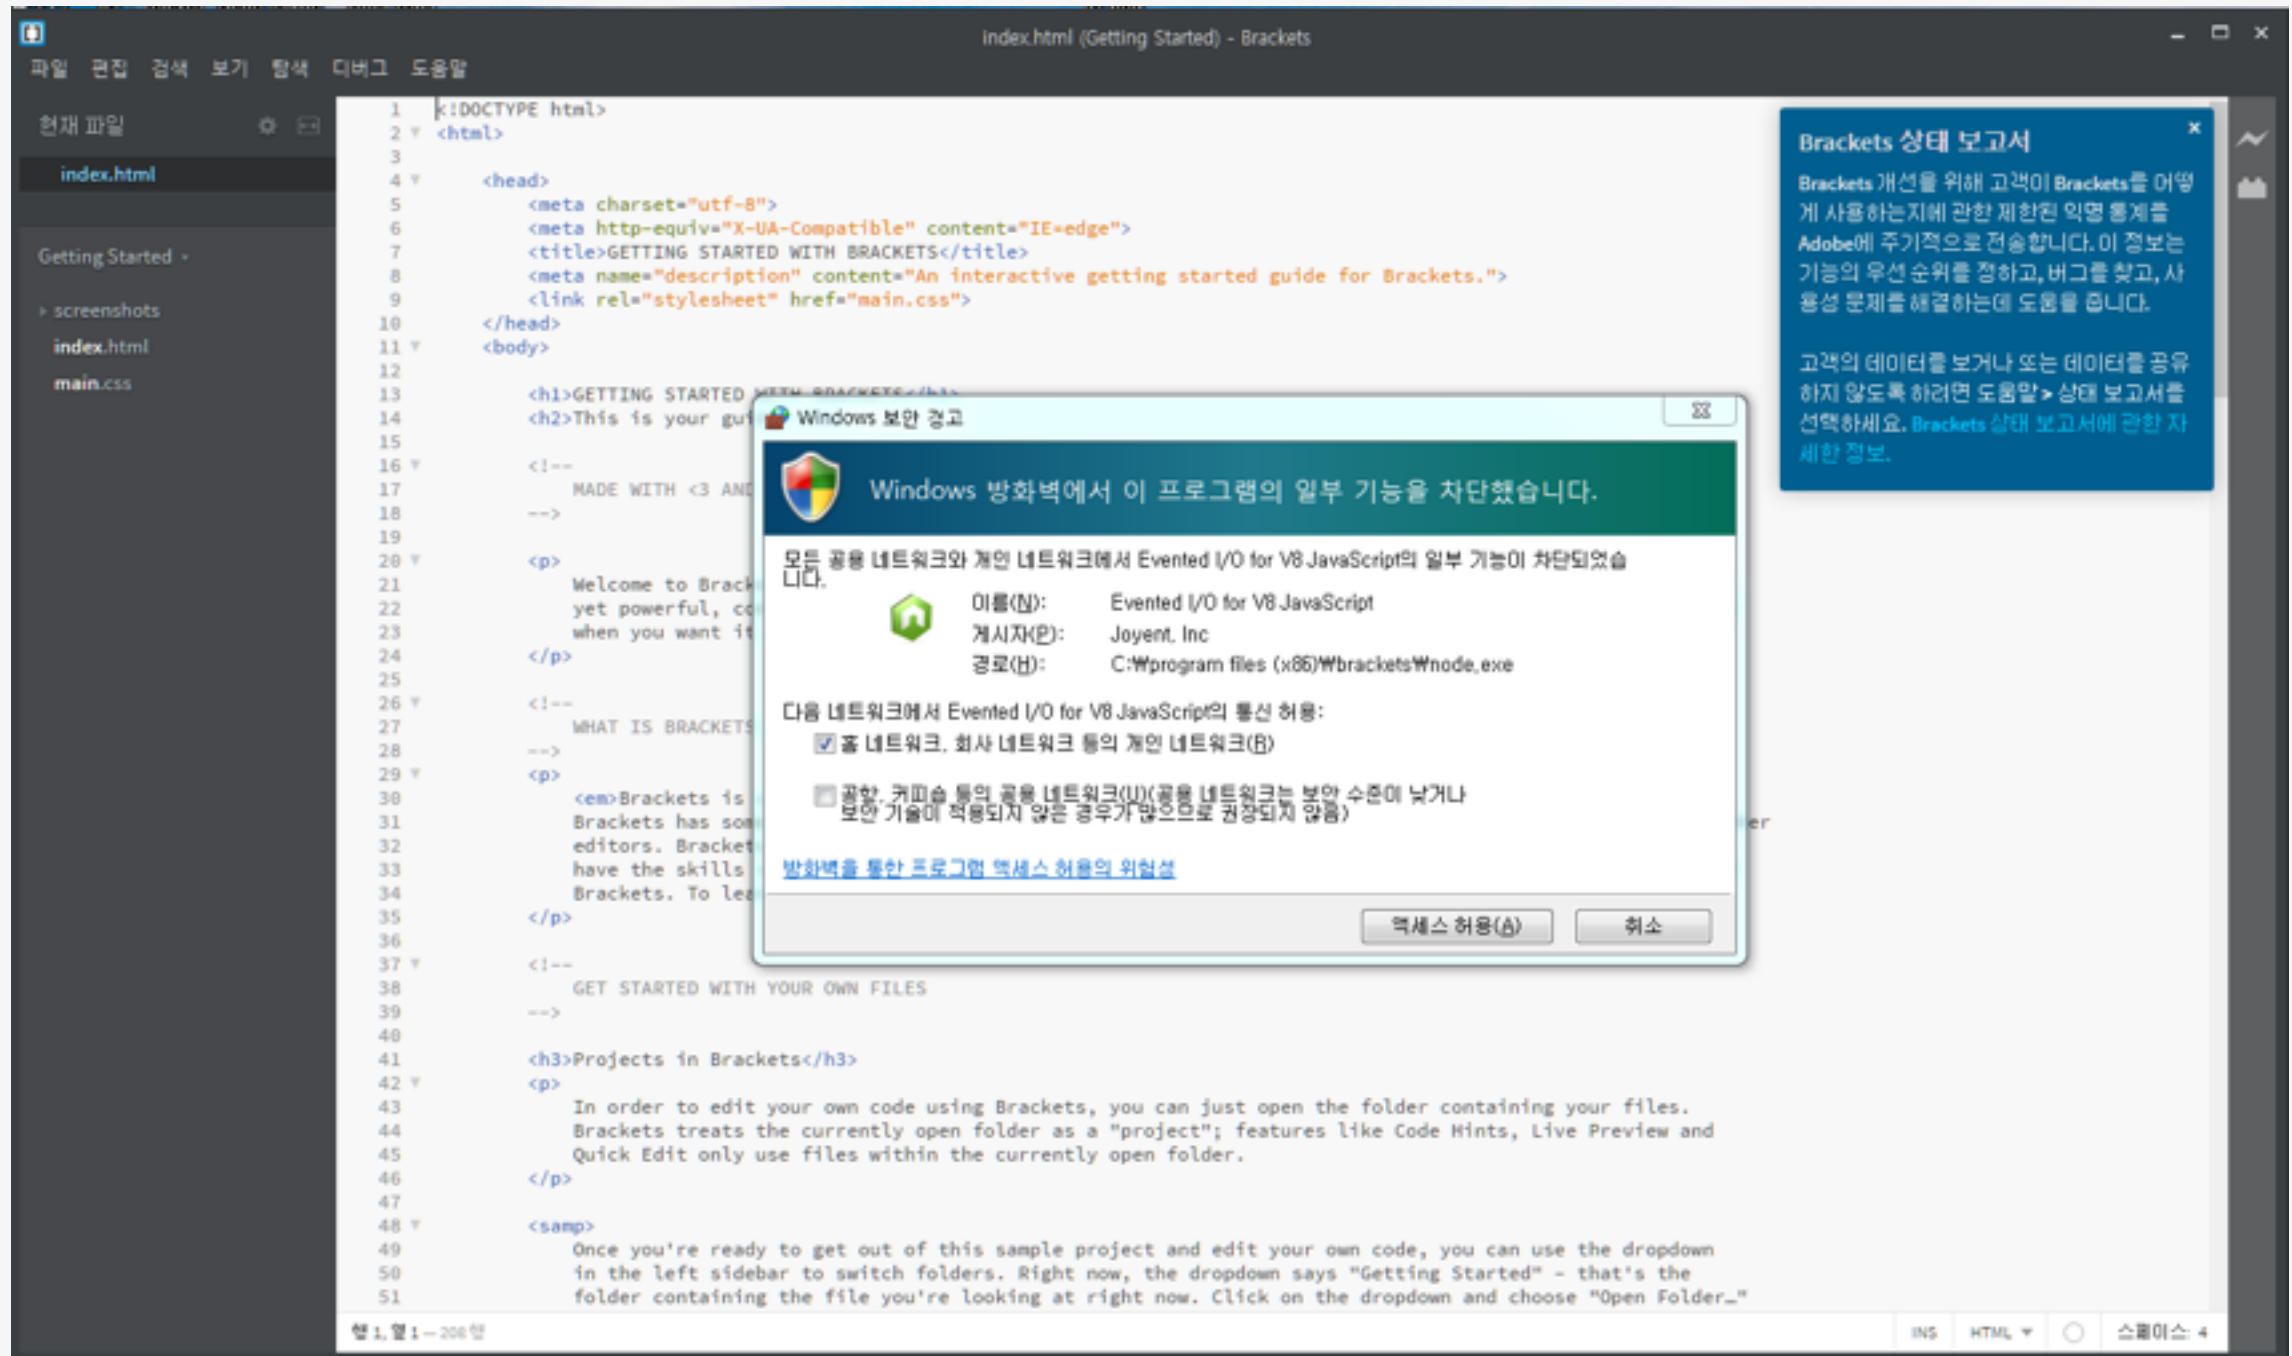 index.html (Getting Started) - Brackets
파일 편집 검색 보기 탐색 디버그 도움말
현재 파일
index.html
Getting Started
screenshots
index.html
main.css
1 <!DOCTYPE html>
2 <html>
3
4 <head>
5 <meta charset="utf-8">
6 <meta http-equiv="X-UA-Compatible" content="IE=edge">
7 <title>GETTING STARTED WITH BRACKETS</title>
8 <meta name="description" content="An interactive getting started guide for Brackets.">
9 <link rel="stylesheet" href="main.css">
10 </head>
11 <body>
12
13 <h1>GETTING STARTED WITH BRACKETS</h1>
14 <h2>This is your gui
15
16 <!--
17 MADE WITH <3 AND
18 -->
19
20 <p>
21 Welcome to Brack
22 yet powerful, co
23 when you want it
24 </p>
25
26 <!--
27 WHAT IS BRACKETS
28 -->
29 <p>
30 <em>Brackets is
31 Brackets has som er
32 editors. Bracket
33 have the skills
34 Brackets. To lea
35 </p>
36
37 <!--
38 GET STARTED WITH YOUR OWN FILES
39 -->
40
41 <h3>Projects in Brackets</h3>
42 <p>
43 In order to edit your own code using Brackets, you can just open the folder containing your files.
44 Brackets treats the currently open folder as a "project"; features like Code Hints, Live Preview and
45 Quick Edit only use files within the currently open folder.
46 </p>
47
48 <samp>
49 Once you're ready to get out of this sample project and edit your own code, you can use the dropdown
50 in the left sidebar to switch folders. Right now, the dropdown says "Getting Started" - that's the
51 folder containing the file you're looking at right now. Click on the dropdown and choose "Open Folder…"
Windows 보안 경고
Windows 방화벽에서 이 프로그램의 일부 기능을 차단했습니다.
모든 공용 네트워크와 개인 네트워크에서 Evented I/O for V8 JavaScript의 일부 기능이 차단되었습
니다.
이름(N): Evented I/O for V8 JavaScript
게시자(P): Joyent, Inc
경로(H): C:₩program files (x86)₩brackets₩node.exe
다음 네트워크에서 Evented I/O for V8 JavaScript의 통신 허용:
홈 네트워크, 회사 네트워크 등의 개인 네트워크(R)
공항, 커피숍 등의 공용 네트워크(U)(공용 네트워크는 보안 수준이 낮거나
보안 기술이 적용되지 않은 경우가 많으므로 권장되지 않음)
방화벽을 통한 프로그램 액세스 허용의 위험성
액세스 허용(A) 취소
Brackets 상태 보고서
Brackets 개선을 위해 고객이 Brackets를 어떻
게 사용하는지에 관한 제한된 익명 통계를
Adobe에 주기적으로 전송합니다. 이 정보는
기능의 우선 순위를 정하고, 버그를 찾고, 사
용성 문제를 해결하는데 도움을 줍니다.
고객의 데이터를 보거나 또는 데이터를 공유
하지 않도록 하려면 도움말 > 상태 보고서를
선택하세요. Brackets 상태 보고서에 관한 자
세한 정보.
행 1, 열 1 — 208 행
INS HTML 스페이스: 4